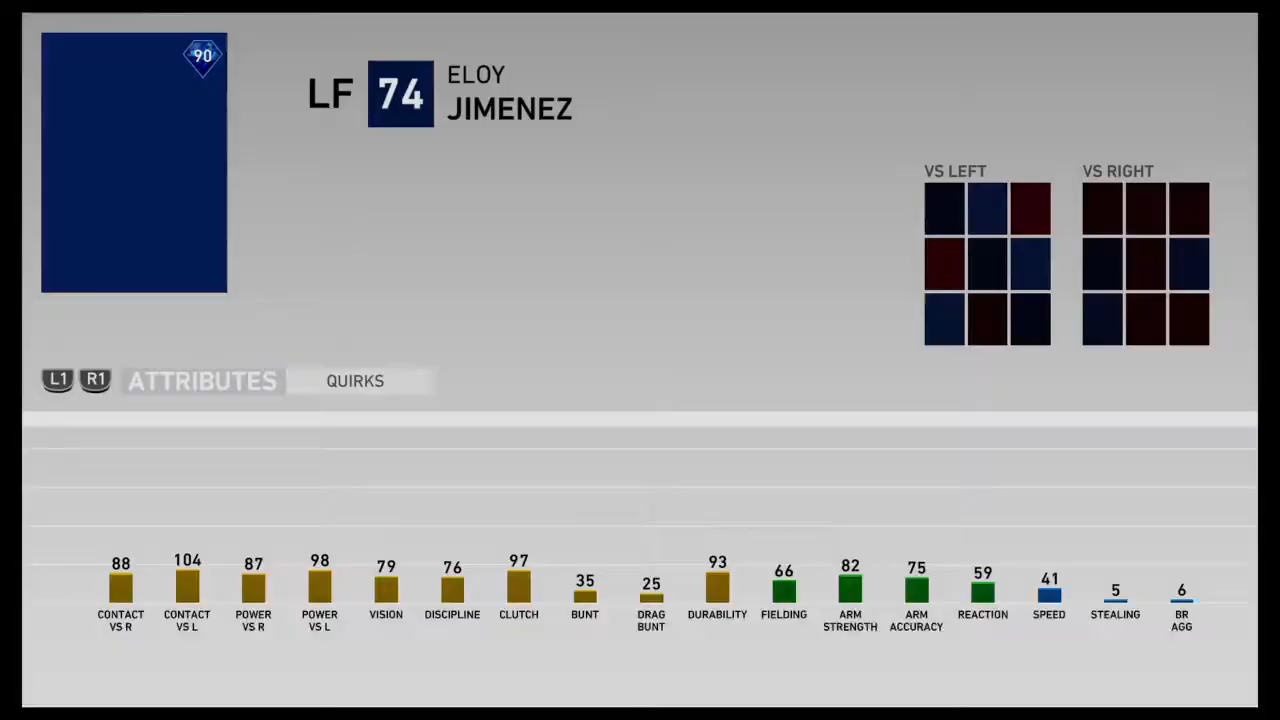 90
LF 74 ELOY
JIMENEZ
VS LEFT VS RIGHT
L1 R1 ATTRIBUTES QUIRKS
88 104 87 98 79 76 97 35 25 93 66 82 75 59 41 5 6
CONTACT CONTACT POWER POWER VISION DISCIPLINE CLUTCH BUNT DRAG DURABILITY FIELDING ARM ARM REACTION SPEED STEALING BR
VS R VS L VS R VS L BUNT STRENGTH ACCURACY AGG